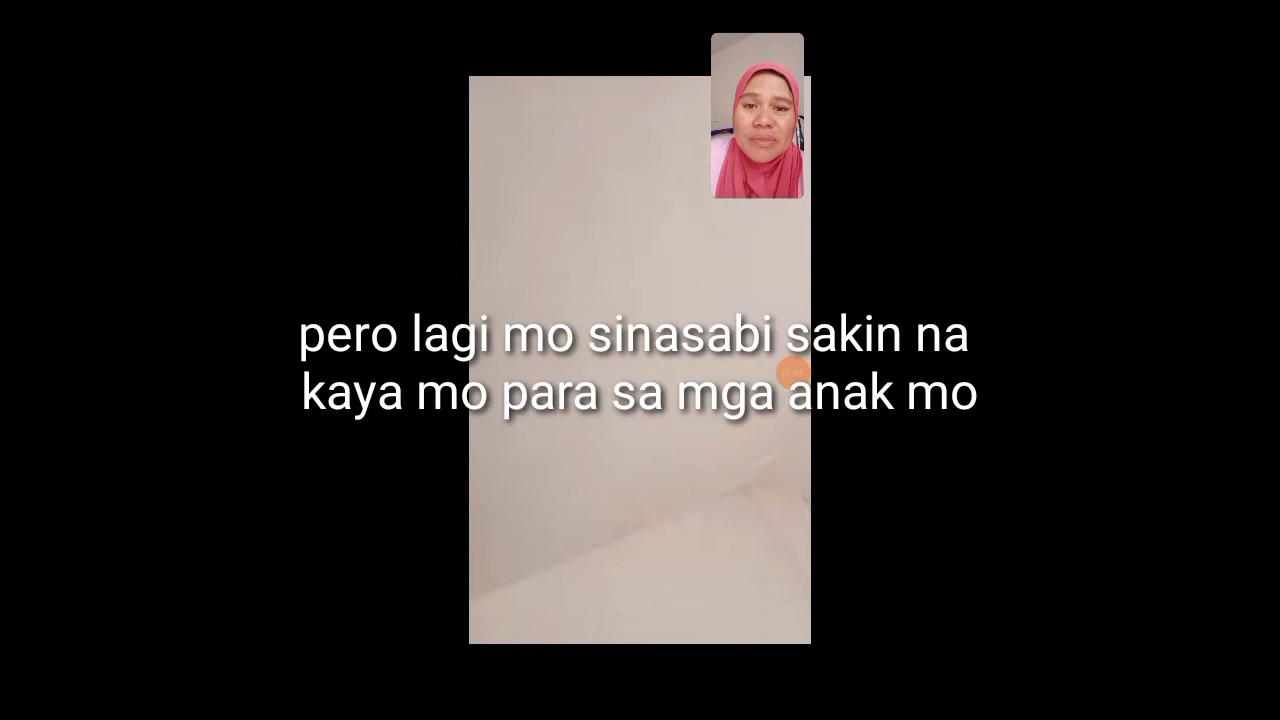 pero lagi mo sinasabi sakin na
kaya mo para sa mga anak mo